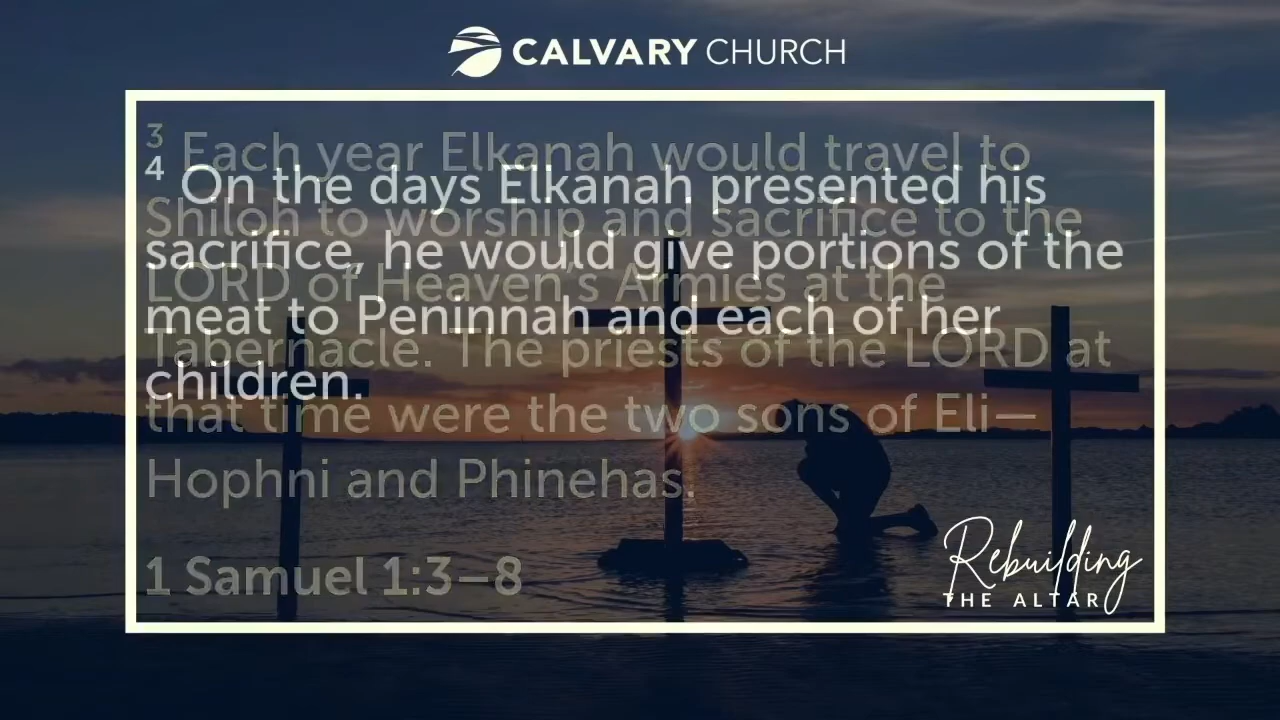 CALVARY CHURCH
3 Each year Elkanah would travel to
Shiloh to worship and sacrifice to the
LORD of Heaven's Armies at the
Tabernacle. The priests of the LORD at
that time were the two sons of Eli—
Hophni and Phinehas.
4 On the days Elkanah presented his
sacrifice, he would give portions of the
meat to Peninnah and each of her
children.
1 Samuel 1:3–8
Rebuilding
THE ALTAR